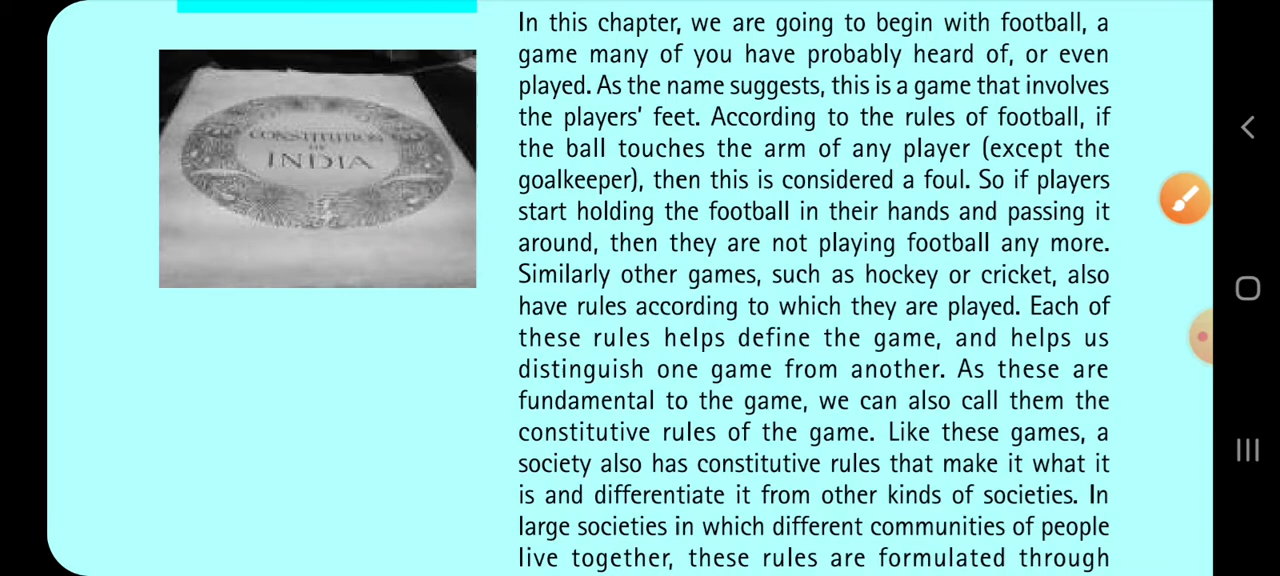 CONSTITUTION
OF
INDIA
In this chapter, we are going to begin with football, a
game many of you have probably heard of, or even
played. As the name suggests, this is a game that involves
the players' feet. According to the rules of football, if
the ball touches the arm of any player (except the
goalkeeper), then this is considered a foul. So if players
start holding the football in their hands and passing it
around, then they are not playing football any more.
Similarly other games, such as hockey or cricket, also
have rules according to which they are played. Each of
these rules helps define the game, and helps us
distinguish one game from another. As these are
fundamental to the game, we can also call them the
constitutive rules of the game. Like these games, a
society also has constitutive rules that make it what it
is and differentiate it from other kinds of societies. In
large societies in which different communities of people
live together, these rules are formulated through